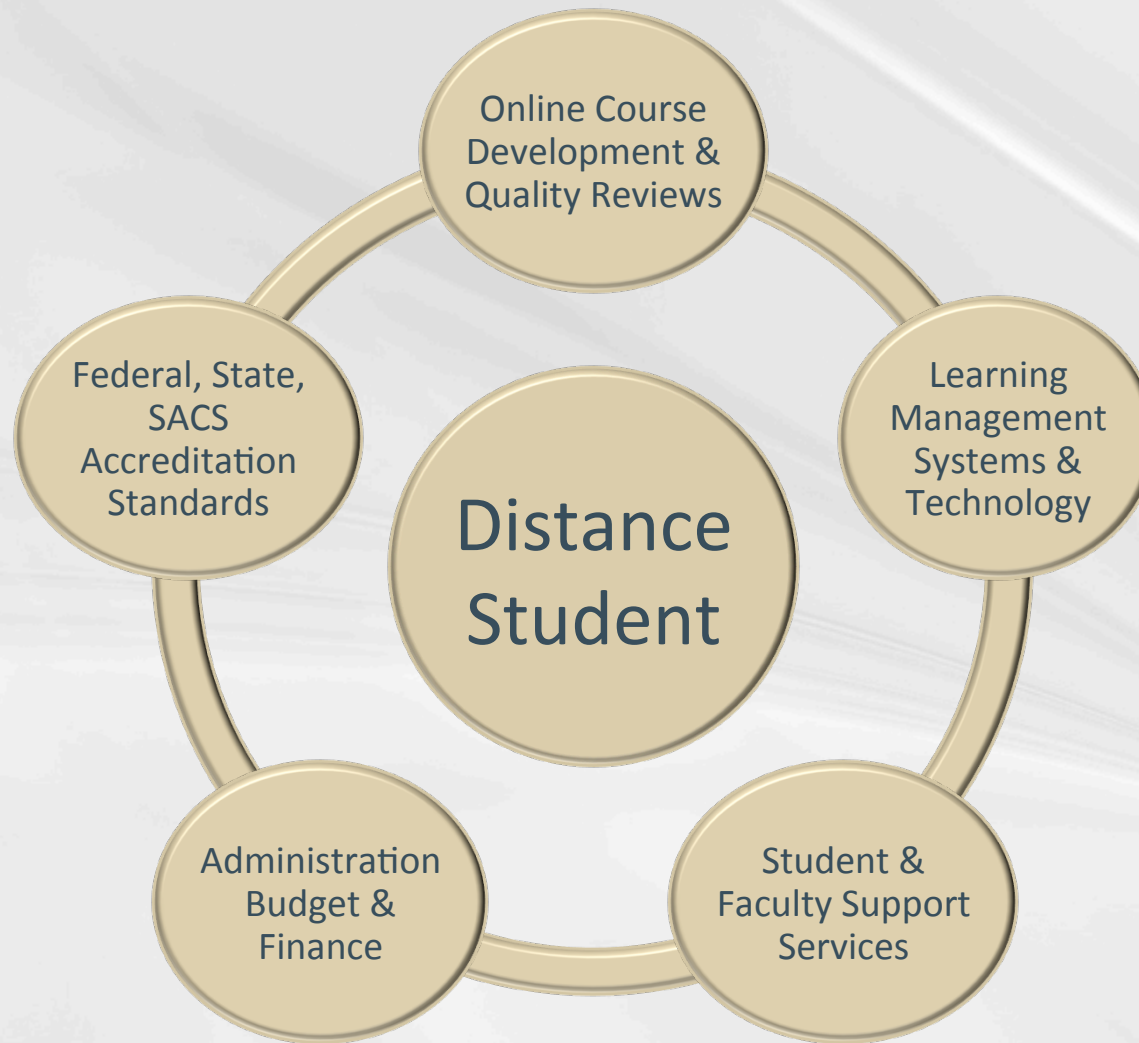 Online Course
Development &
Quality Reviews
Federal, State,
SACS
Accreditation
Standards
Learning
Management
Systems &
Technology
Distance
Student
Administration
Budget &
Finance
Student &
Faculty Support
Services